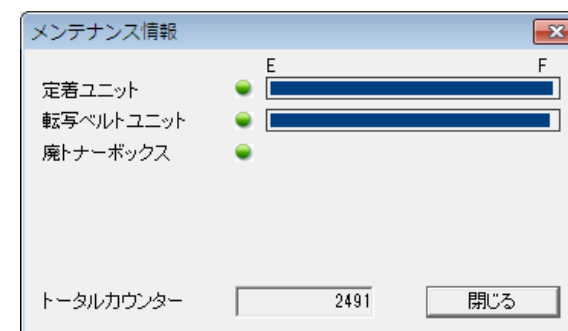 メンテナンス情報
E F
定着ユニット
転写ベルトユニット
廃トナーボックス
トータルカウンター 2491 閉じる